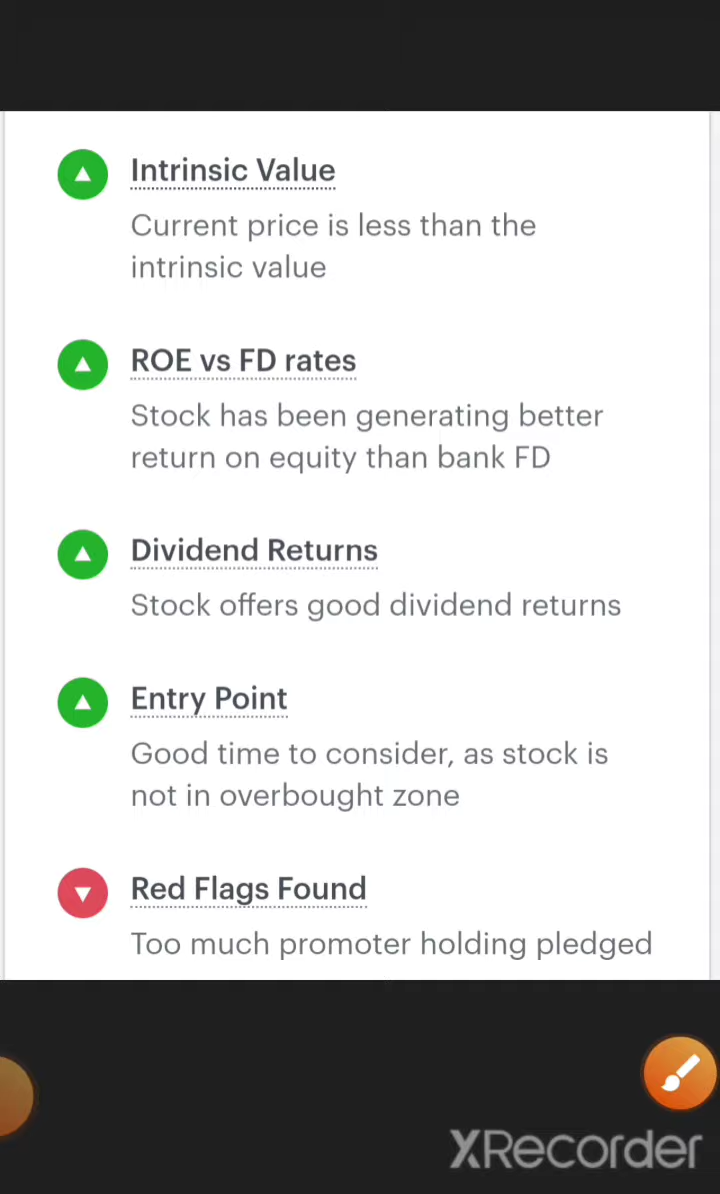 Intrinsic Value
Current price is less than the
intrinsic value
ROE vs FD rates
Stock has been generating better
return on equity than bank FD
Dividend Returns
Stock offers good dividend returns
Entry Point
Good time to consider, as stock is
not in overbought zone
Red Flags Found
Too much promoter holding pledged
XRecorder